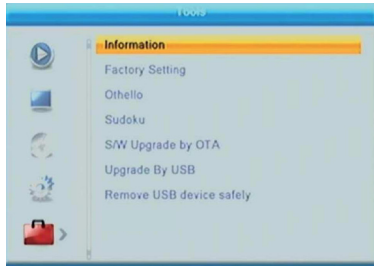 Tools
Information
Factory Setting
Othello
Sudoku
S/W Upgrade by OTA
Upgrade By USB
Remove USB device safely